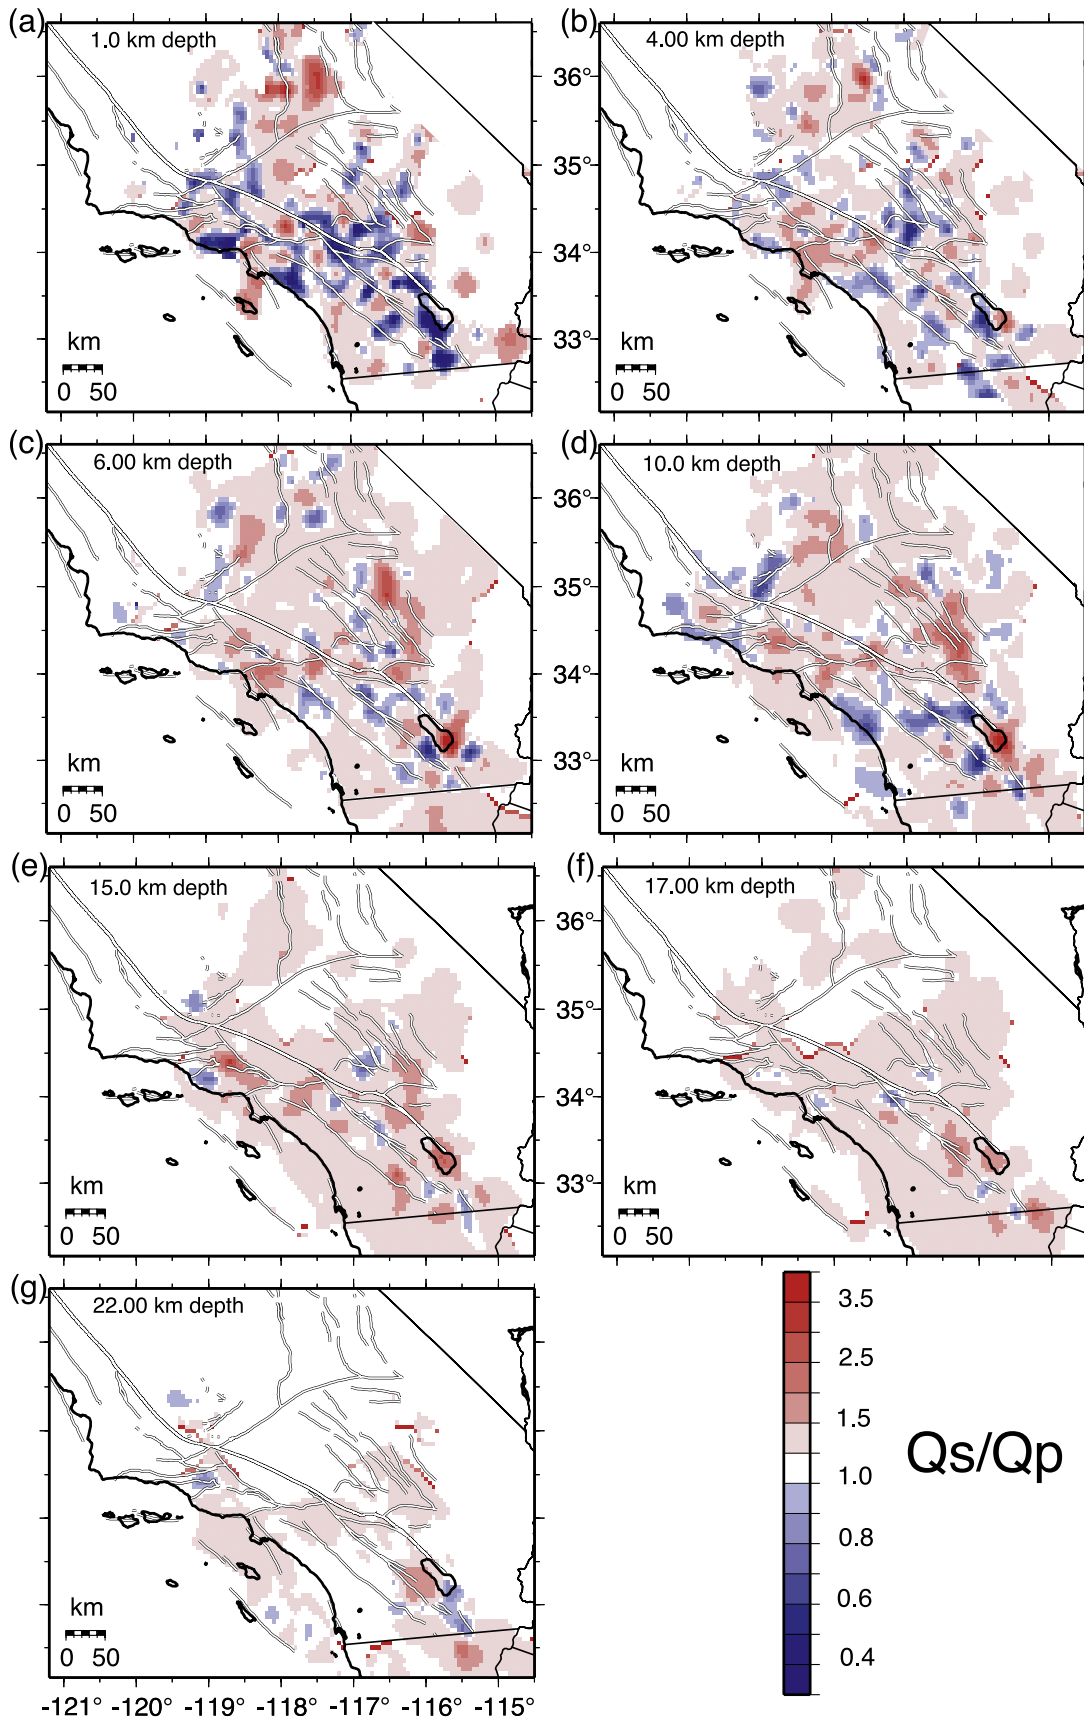 (a) 1.0 km depth
(b) 4.00 km depth
36°
35°
34°
33°
km
0 50
km
0 50
(c) 6.00 km depth
(d) 10.0 km depth
36°
35°
34°
33°
km
0 50
km
0 50
(e) 15.0 km depth
(f) 17.00 km depth
36°
35°
34°
33°
km
0 50
km
0 50
(g) 22.00 km depth
km
0 50
-121° -120° -119° -118° -117° -116° -115°
3.5
2.5
1.5
1.0
0.8
0.6
0.4
Qs/Qp